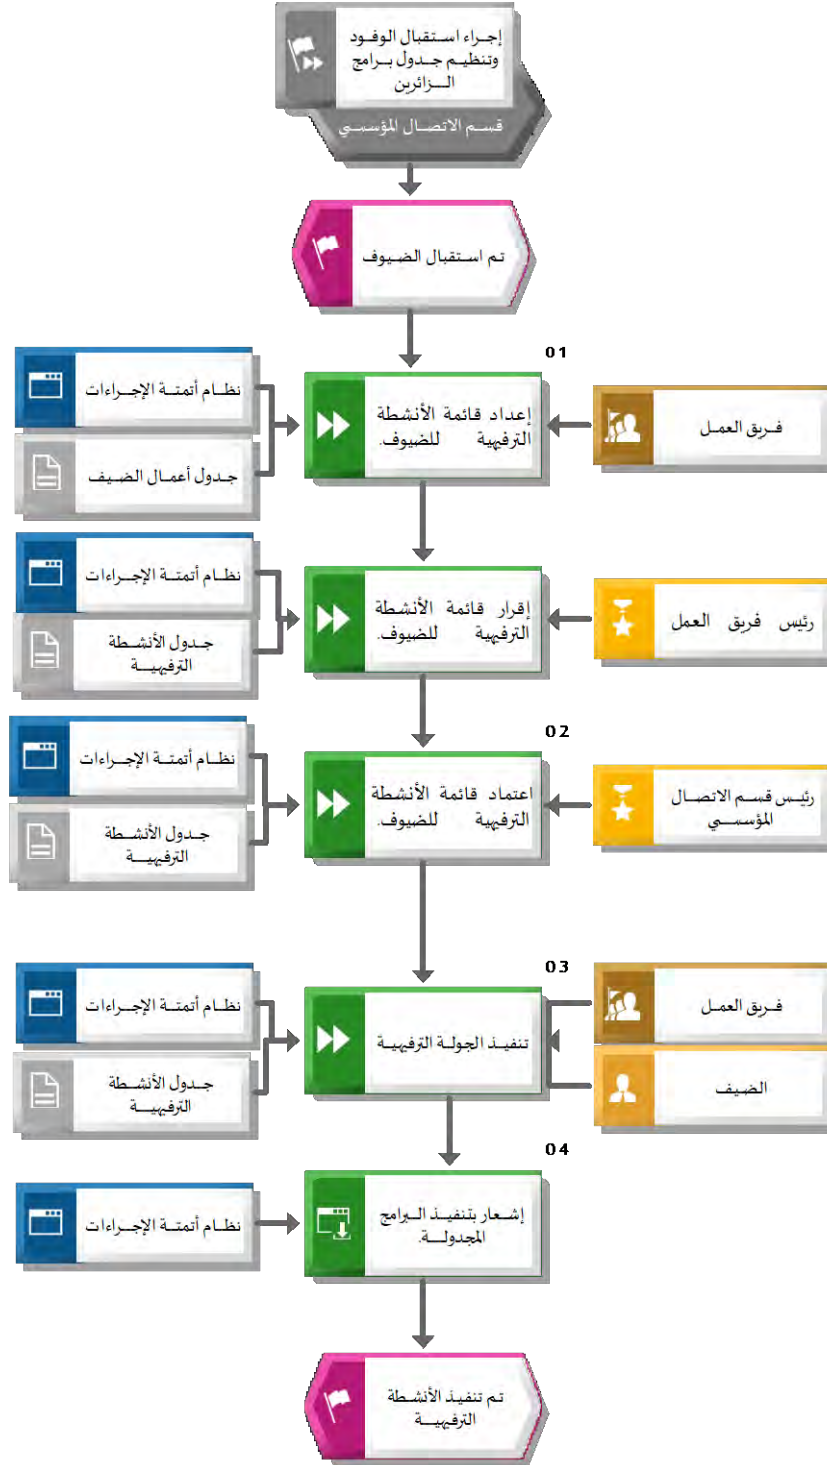 إجراء استقبال الوفود
وتنظيم جدول برامج
الزائرين
قسم الاتصال المؤسسي
تم استقبال الضيوف
01
فريق العمل
إعداد قائمة الأنشطة
الترفيهية للضيوف.
نظام أتمتة الإجراءات
جدول أعمال الضيف
رئيس فريق العمل
إقرار قائمة الأنشطة
الترفيهية للضيوف.
نظام أتمتة الإجراءات
جدول الأنشطة
الترفيهية
02
رئيس قسم الاتصال
المؤسسي
اعتماد قائمة الأنشطة
الترفيهية للضيوف.
نظام أتمتة الإجراءات
جدول الأنشطة
الترفيهية
03
فريق العمل
الضيف
تنفيذ الجولة الترفيهية
نظام أتمتة الإجراءات
جدول الأنشطة
الترفيهية
04
إشعار بتنفيذ البرامج
المجدولة.
نظام أتمتة الإجراءات
تم تنفيذ الأنشطة
الترفيهية